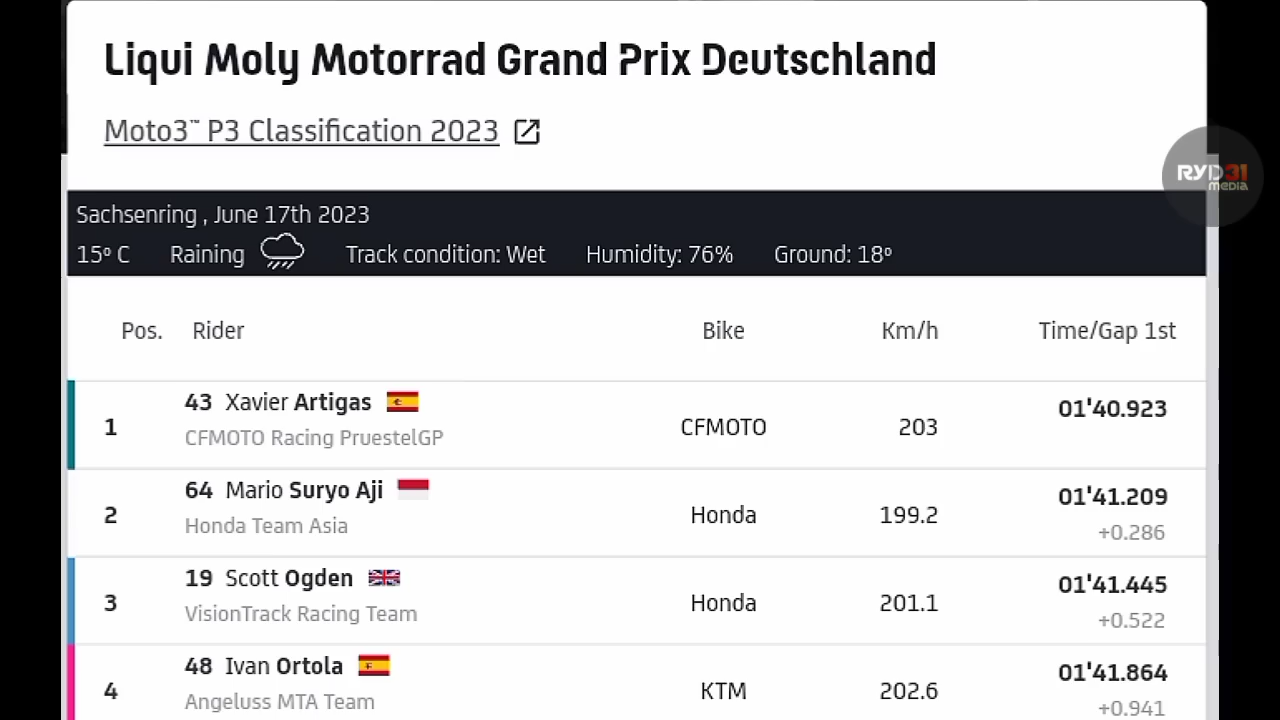 Liqui Moly Motorrad Grand Prix Deutschland
Moto3™ P3 Classification 2023
RYD31
media
Sachsenring , June 17th 2023
15º C Raining Track condition: Wet Humidity: 76% Ground: 18º
Pos. Rider Bike Km/h Time/Gap 1st
1 43 Xavier Artigas CFMOTO 203 01'40.923
CFMOTO Racing PruestelGP
2 64 Mario Suryo Aji Honda 199.2 01'41.209
Honda Team Asia +0.286
3 19 Scott Ogden Honda 201.1 01'41.445
VisionTrack Racing Team +0.522
4 48 Ivan Ortola KTM 202.6 01'41.864
Angeluss MTA Team +0.941